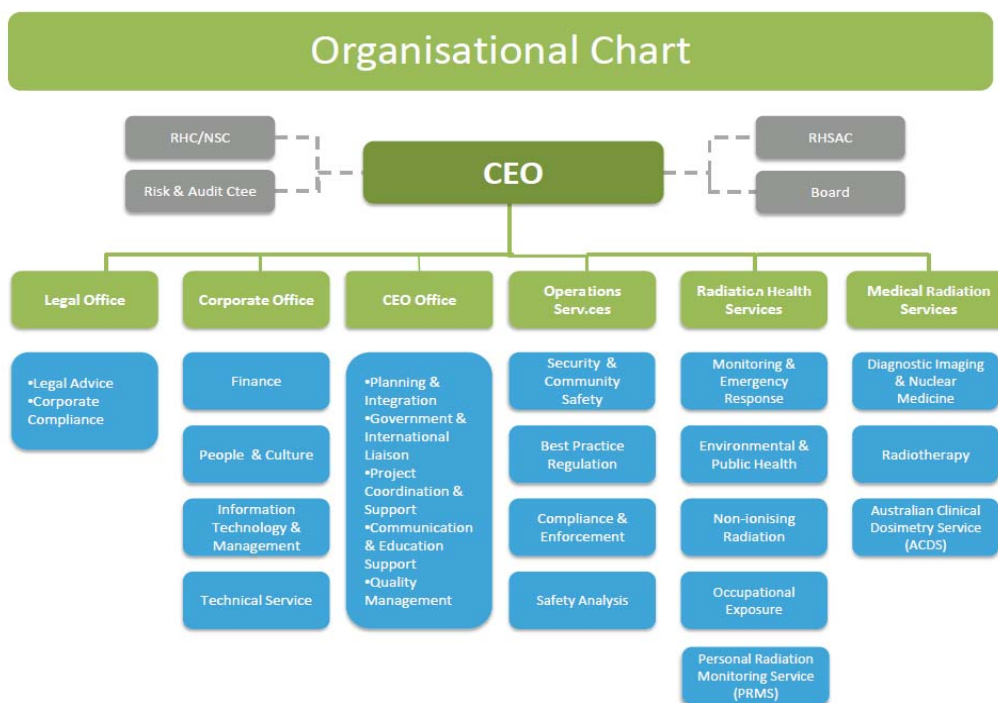 Organisational Chart
RHC/NSC
Risk & Audit Ctee
CEO
RHSAC
Board
Legal Office
Corporate Office
CEO Office
Operations
Services
Radiation Health
Services
Medical Radiation
Services
•Legal Advice
•Corporate
Compliance
Finance
People & Culture
Information
Technology &
Management
Technical Service
•Planning &
Integration
•Government &
International
Liaison
•Project
Coordination &
Support
•Communication
& Education
Support
•Quality
Management
Security &
Community
Safety
Best Practice
Regulation
Compliance &
Enforcement
Safety Analysis
Monitoring &
Emergency
Response
Environmental &
Public Health
Non-ionising
Radiation
Occupational
Exposure
Personal Radiation
Monitoring Service
(PRMS)
Diagnostic Imaging
& Nuclear
Medicine
Radiotherapy
Australian Clinical
Dosimetry Service
(ACDS)